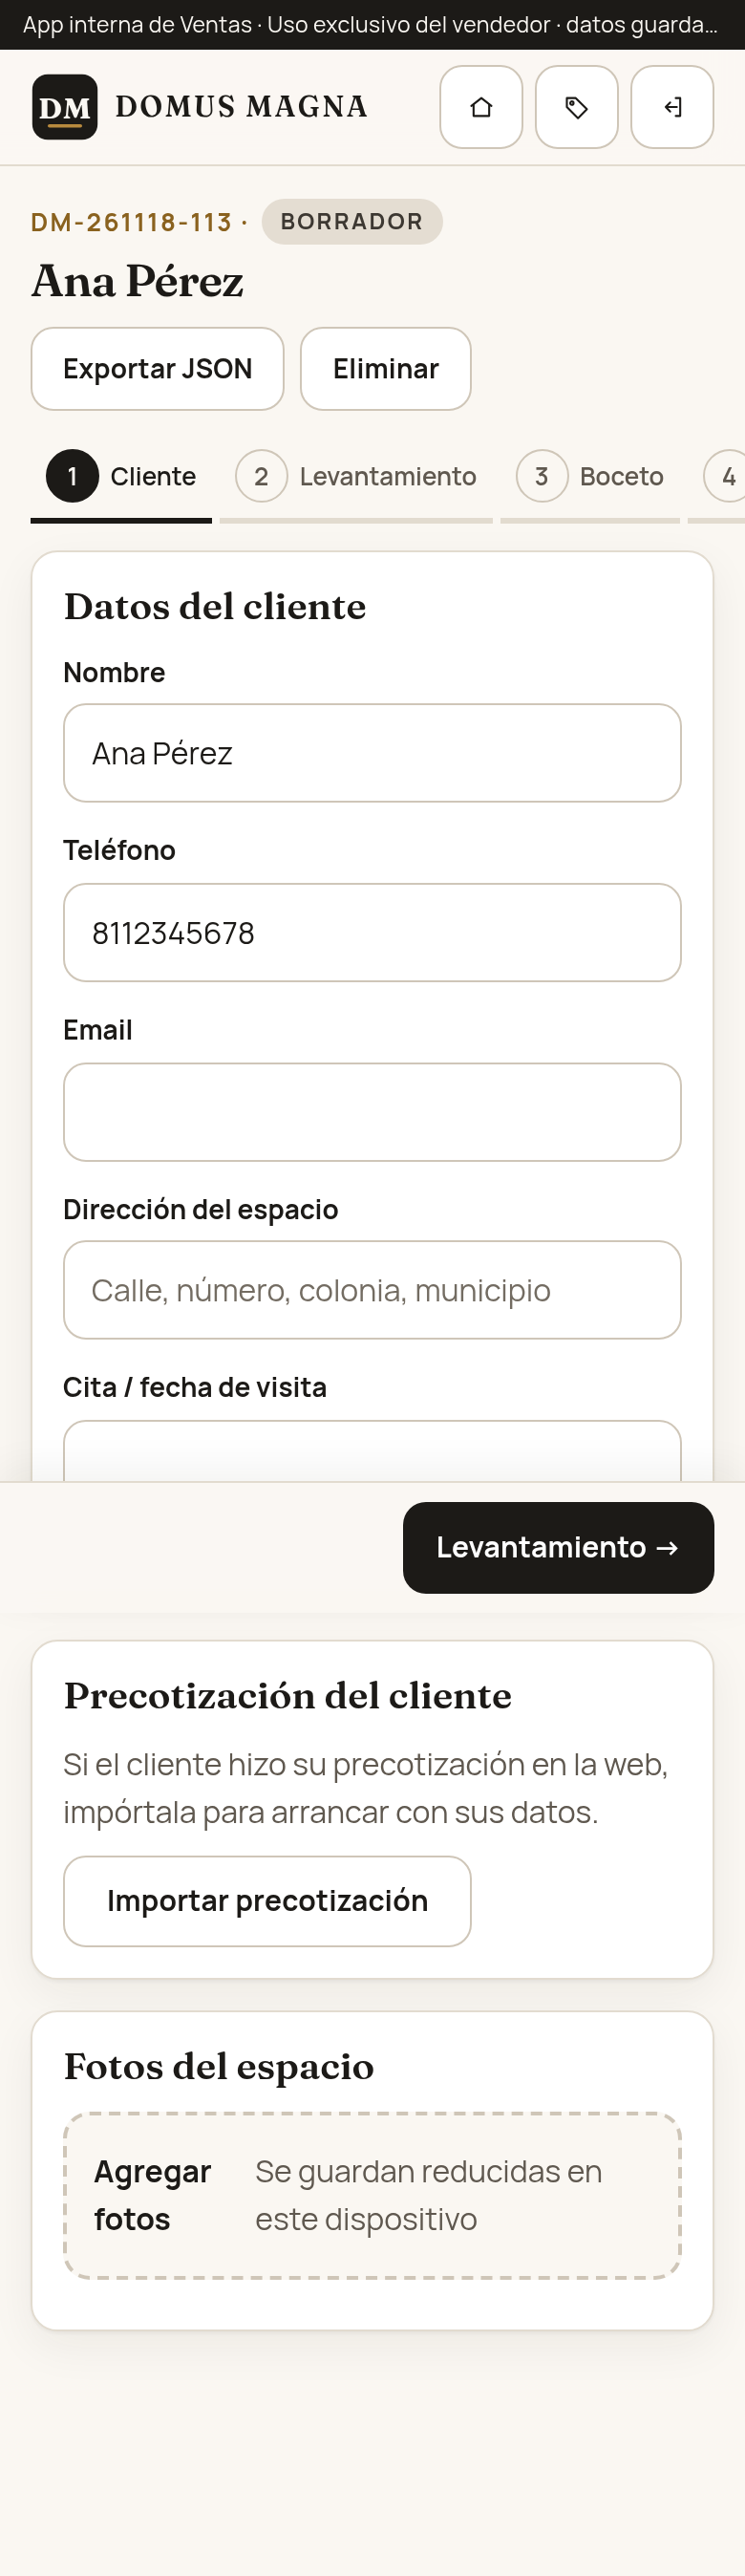 App interna de Ventas · Uso exclusivo del vendedor · datos guarda…
DM DOMUS MAGNA
DM-261118-113 · BORRADOR
Ana Pérez
Exportar JSON Eliminar
1 Cliente 2 Levantamiento 3 Boceto 4
Datos del cliente
Nombre
Ana Pérez
Teléfono
8112345678
Email
Dirección del espacio
Calle, número, colonia, municipio
Cita / fecha de visita
Levantamiento →
Precotización del cliente
Si el cliente hizo su precotización en la web,
impórtala para arrancar con sus datos.
Importar precotización
Fotos del espacio
Agregar fotos
Se guardan reducidas en
este dispositivo